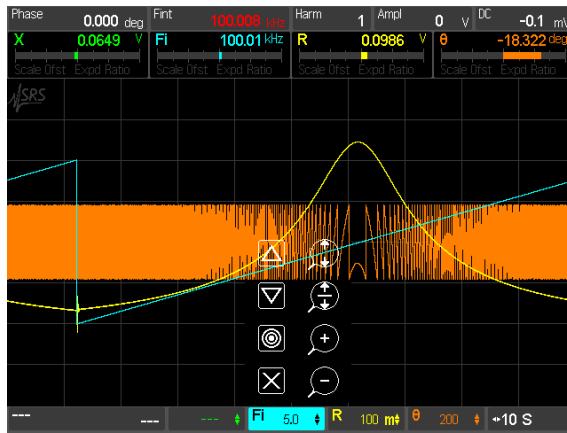 Phase 0.000 deg Fint 100.008 kHz Harm 1 Ampl 0 V DC -0.1 mV
X 0.0649 V Fi 100.01 kHz R 0.0986 V θ -18.322 deg
Scale Ofst Expd Ratio Scale Ofst Expd Ratio Scale Ofst Expd Ratio Scale Ofst Expd Ratio
SRS
--- --- --- Fi 5.0 R 100 m θ 200 10 S